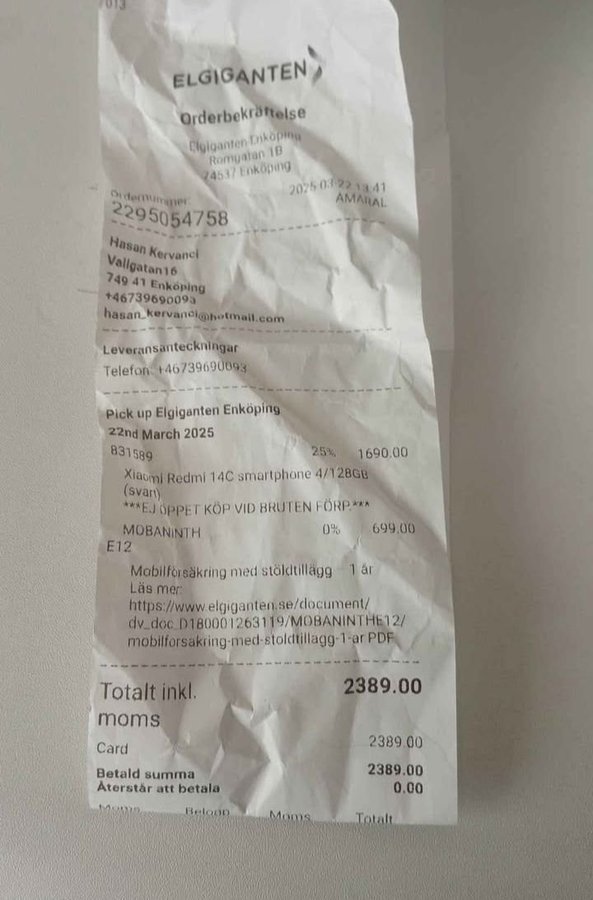 013
ELGIGANTEN
Orderbekräftelse
Elgiganten Enköping
Romgatan 1B
74537 Enköping
2025-03-22 13:41
AMARAL
Ordernummer:
2295054758
Hasan Kervanci
Vallgatan16
749 41 Enköping
+46739690093
hasan_kervanci@hotmail.com
Leveransanteckningar
Telefon: +46739690093
Pick up Elgiganten Enköping
22nd March 2025
831589 25% 1690.00
Xiaomi Redmi 14C smartphone 4/128GB
(svart)
***EJ ÖPPET KÖP VID BRUTEN FÖRP***
MOBANINTH 0% 699.00
E12
Mobilförsäkring med stöldtillägg 1 år
Läs mer:
https://www.elgiganten.se/document/
dv_doc_D180001263119/MOBANINTHE12/
mobilforsakring-med-stoldtillagg-1-ar PDF
Totalt inkl. 2389.00
moms
Card 2389.00
Betald summa 2389.00
Återstår att betala 0.00
Moms Belopp Moms Totalt